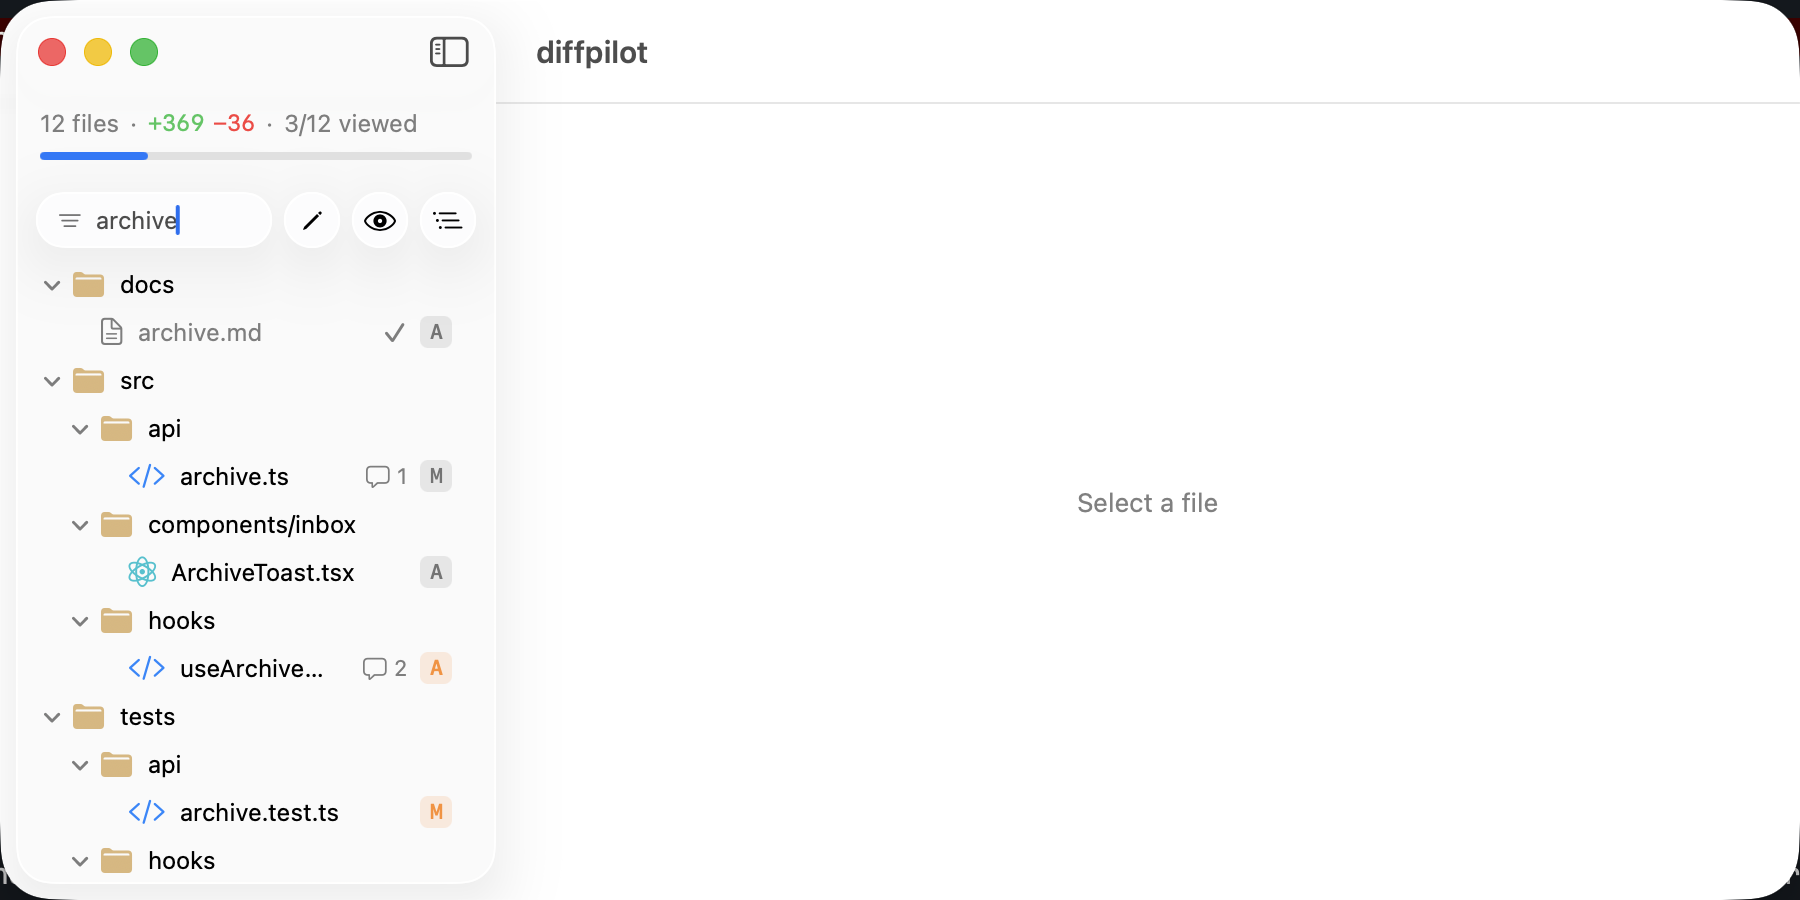 diffpilot
12 files · +369 −36 · 3/12 viewed
archive
docs
archive.md A
src
api
archive.ts 1 M
components/inbox
ArchiveToast.tsx A
hooks
useArchive... 2 A
tests
api
archive.test.ts M
hooks
Select a file